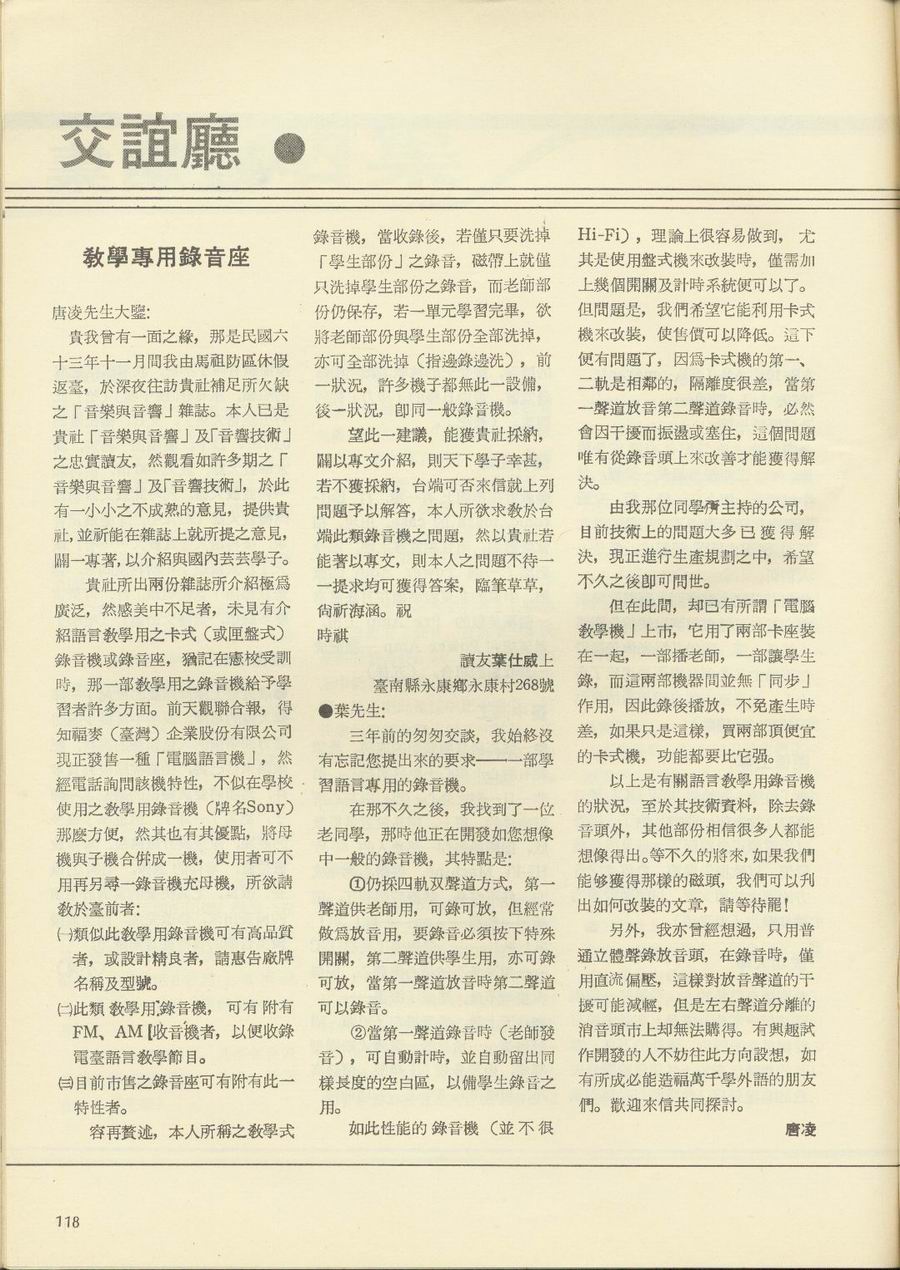 交誼廳 ●
教學專用錄音座
唐凌先生大鑒:
貴我曾有一面之緣，那是民國六
十三年十一月間我由馬祖防區休假
返臺，於深夜往訪貴社補足所欠缺
之「音樂與音響」雜誌。本人已是
貴社「音樂與音響」及「音響技術」
之忠實讀友，然觀看如許多期之「
音樂與音響」及「音響技術」，於此
有一小小之不成熟的意見，提供貴
社,並祈能在雜誌上就所提之意見，
闢一專著,以介紹與國內芸芸學子。
貴社所出兩份雜誌所介紹極爲
廣泛，然感美中不足者，未見有介
紹語言教學用之卡式（或匣盤式）
錄音機或錄音座，猶記在憲校受訓
時，那一部教學用之錄音機給予學
習者許多方面。前天觀聯合報，得
知福麥（臺灣）企業股份有限公司
現正發售一種「電腦語言機」，然
經電話詢問該機特性，不似在學校
使用之教學用錄音機（牌名Sony）
那麼方便，然其也有其優點，將母
機與子機合併成一機，使用者可不
用再另尋一錄音機充母機，所欲請
教於臺前者:
㈠類似此教學用錄音機可有高品質
者，或設計精良者，請惠告廠牌
名稱及型號。
㈡此類教學用錄音機，可有附有
FM、AM【收音機者，以便收錄
電臺語言教學節目。
㈢目前市售之錄音座可有附有此一
特性者。
容再贅述，本人所稱之教學式
錄音機，當收錄後，若僅只要洗掉
「學生部份」之錄音，磁帶上就僅
只洗掉學生部份之錄音，而老師部
份仍保存，若一單元學習完畢，欲
將老師部份與學生部份全部洗掉，
亦可全部洗掉（指邊錄邊洗），前
一狀況，許多機子都無此一設備，
後一狀況，卽同一般錄音機。
望此一建議，能獲貴社採納，
闢以專文介紹，則天下學子幸甚，
若不獲採納，台端可否來信就上列
問題予以解答，本人所欲求教於台
端此類錄音機之問題，然以貴社若
能著以專文，則本人之問題不待一
一提求均可獲得答案，臨筆草草，
尙祈海涵。祝
時祺
讀友葉仕威上
臺南縣永康鄉永康村268號
●葉先生:
三年前的匆匆交談，我始終沒
有忘記您提出來的要求——一部學
習語言專用的錄音機。
在那不久之後，我找到了一位
老同學，那時他正在開發如您想像
中一般的錄音機，其特點是:
①仍採四軌双聲道方式，第一
聲道供老師用，可錄可放，但經常
做爲放音用，要錄音必須按下特殊
開關，第二聲道供學生用，亦可錄
可放，當第一聲道放音時第二聲道
可以錄音。
②當第一聲道錄音時（老師發
音），可自動計時，並自動留出同
樣長度的空白區，以備學生錄音之
用。
如此性能的錄音機（並不很
Hi-Fi），理論上很容易做到，尤
其是使用盤式機來改裝時，僅需加
上幾個開關及計時系統便可以了。
但問題是，我們希望它能利用卡式
機來改裝，使售價可以降低。這下
便有問題了，因爲卡式機的第一、
二軌是相鄰的，隔離度很差，當第
一聲道放音第二聲道錄音時，必然
會因干擾而振盪或塞住，這個問題
唯有從錄音頭上來改善才能獲得解
決。
由我那位同學所主持的公司，
目前技術上的問題大多已獲得解
決，現正進行生產規劃之中，希望
不久之後卽可問世。
但在此間，却已有所謂「電腦
教學機」上市，它用了兩部卡座裝
在一起，一部播老師，一部讓學生
錄，而這兩部機器間並無「同步」
作用，因此錄後播放，不免產生時
差，如果只是這樣，買兩部頂便宜
的卡式機，功能都要比它强。
以上是有關語言教學用錄音機
的狀況，至於其技術資料，除去錄
音頭外，其他部份相信很多人都能
想像得出。等不久的將來,如果我們
能够獲得那樣的磁頭，我們可以刋
出如何改裝的文章，請等待罷!
另外，我亦曾經想過，只用普
通立體聲錄放音頭，在錄音時，僅
用直流偏壓，這樣對放音聲道的干
擾可能減輕，但是左右聲道分離的
消音頭市上却無法購得。有興趣試
作開發的人不妨往此方向設想，如
有所成必能造福萬千學外語的朋友
們。歡迎來信共同探討。
唐凌
118